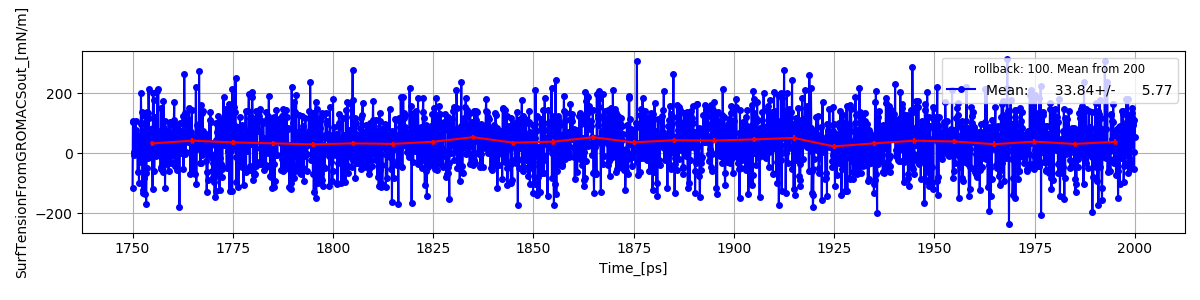 SurfTensionFromGROMACSout_[mN/m]
200
0
−200
rollback: 100. Mean from 200
Mean: 33.84+/- 5.77
1750 1775 1800 1825 1850 1875 1900 1925 1950 1975 2000
Time_[ps]